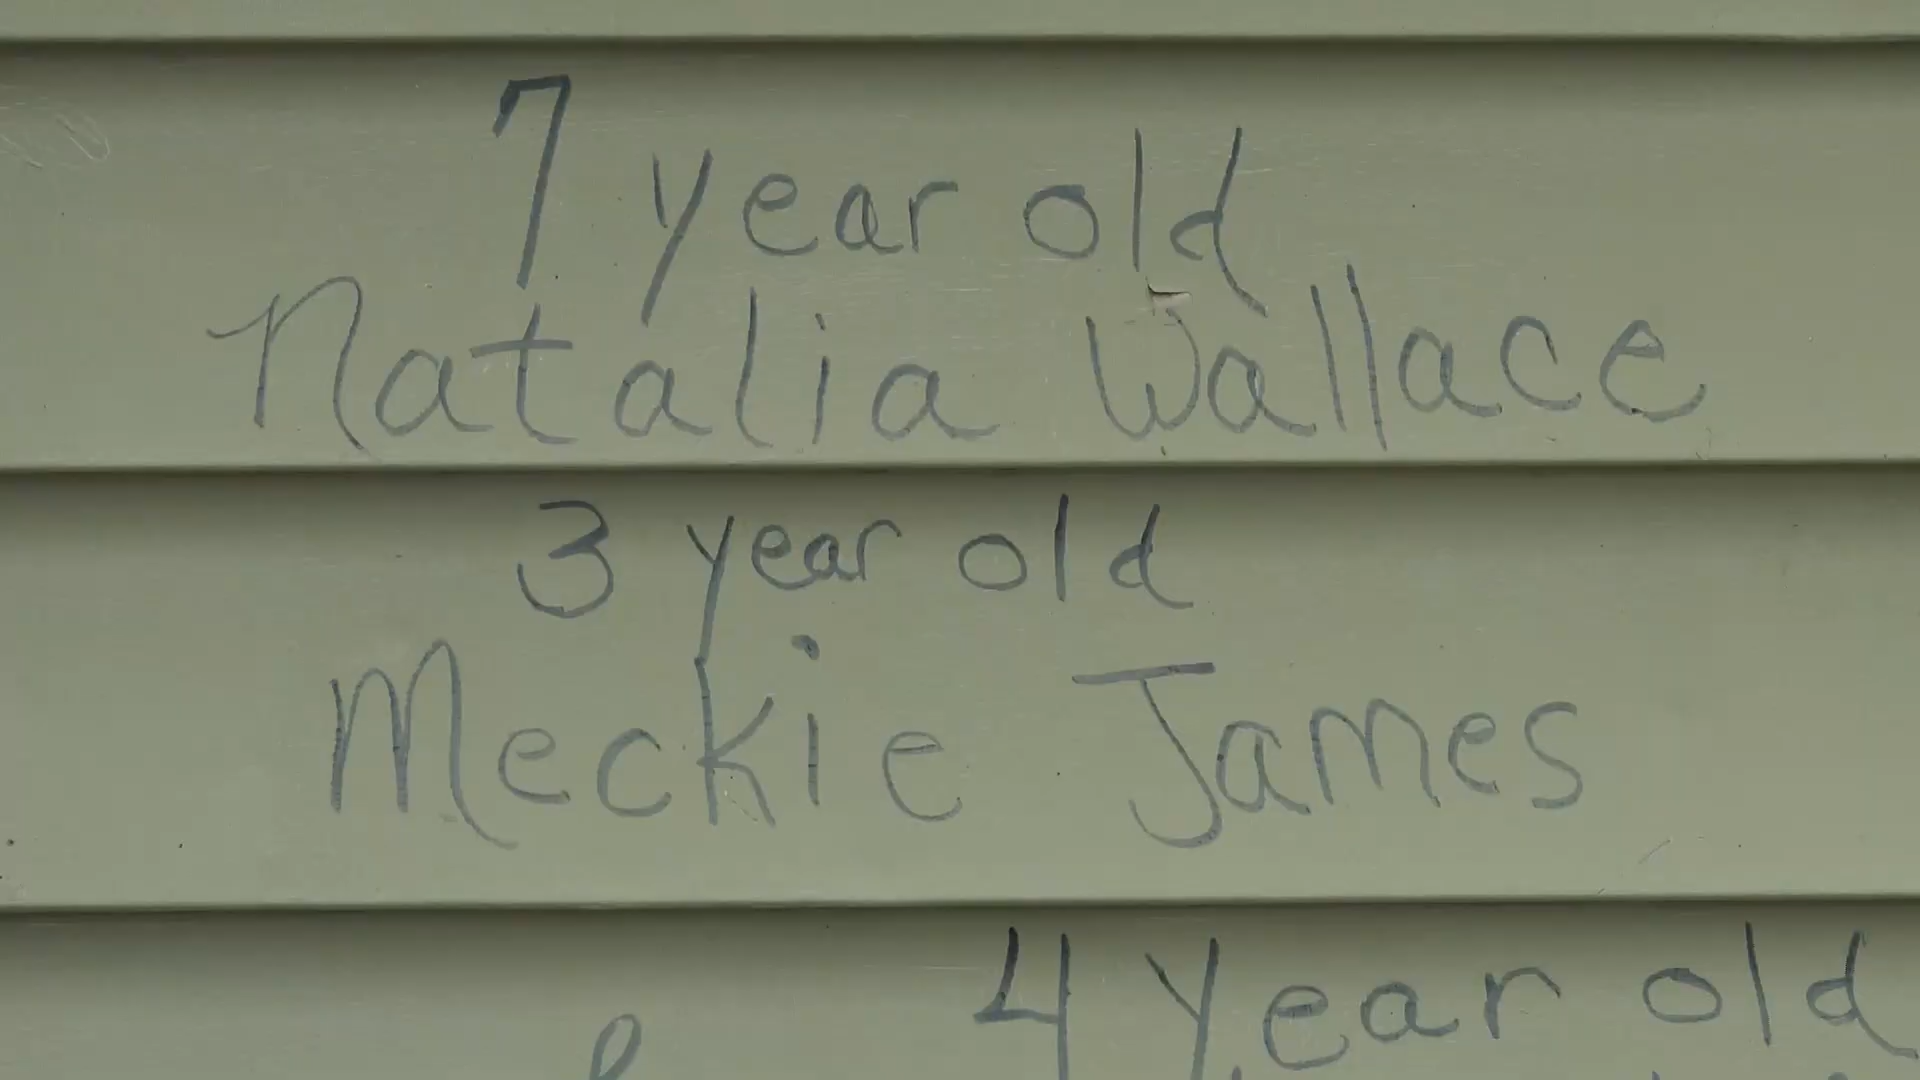 7 year old
Natalia Wallace
3 year old
Meckie James
4 year old